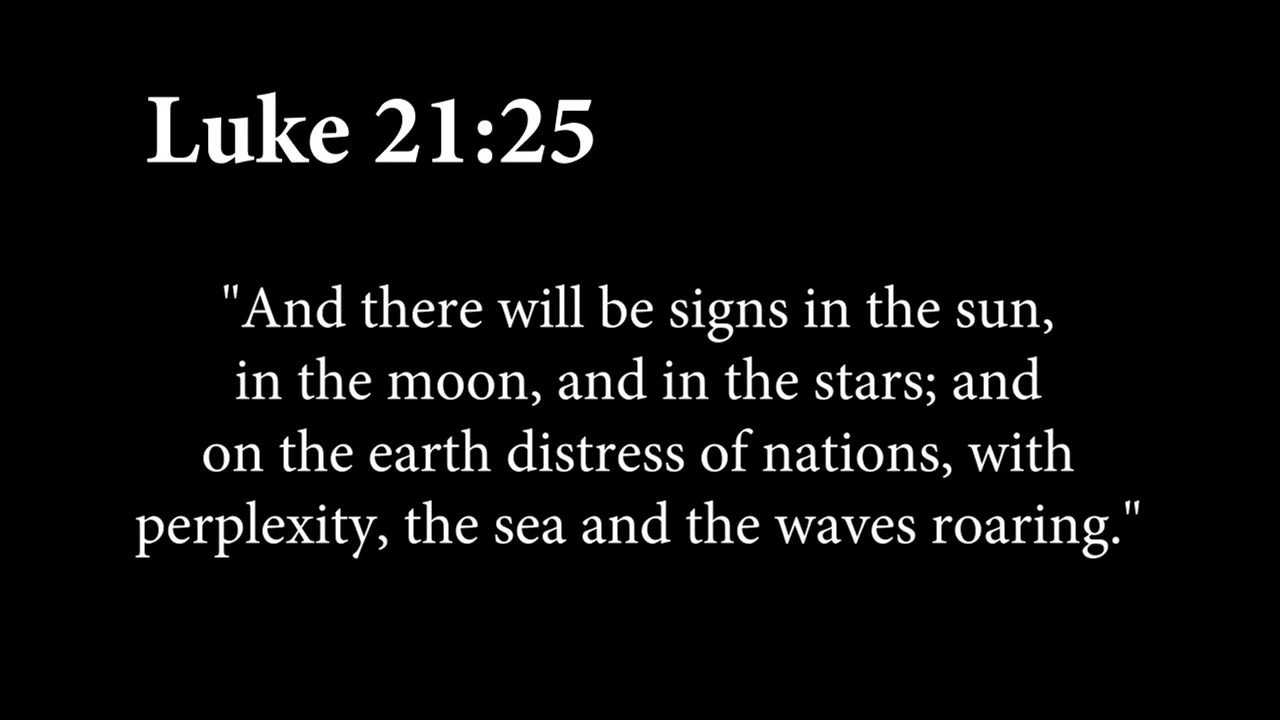 Luke 21:25
"And there will be signs in the sun,
in the moon, and in the stars; and
on the earth distress of nations, with
perplexity, the sea and the waves roaring."